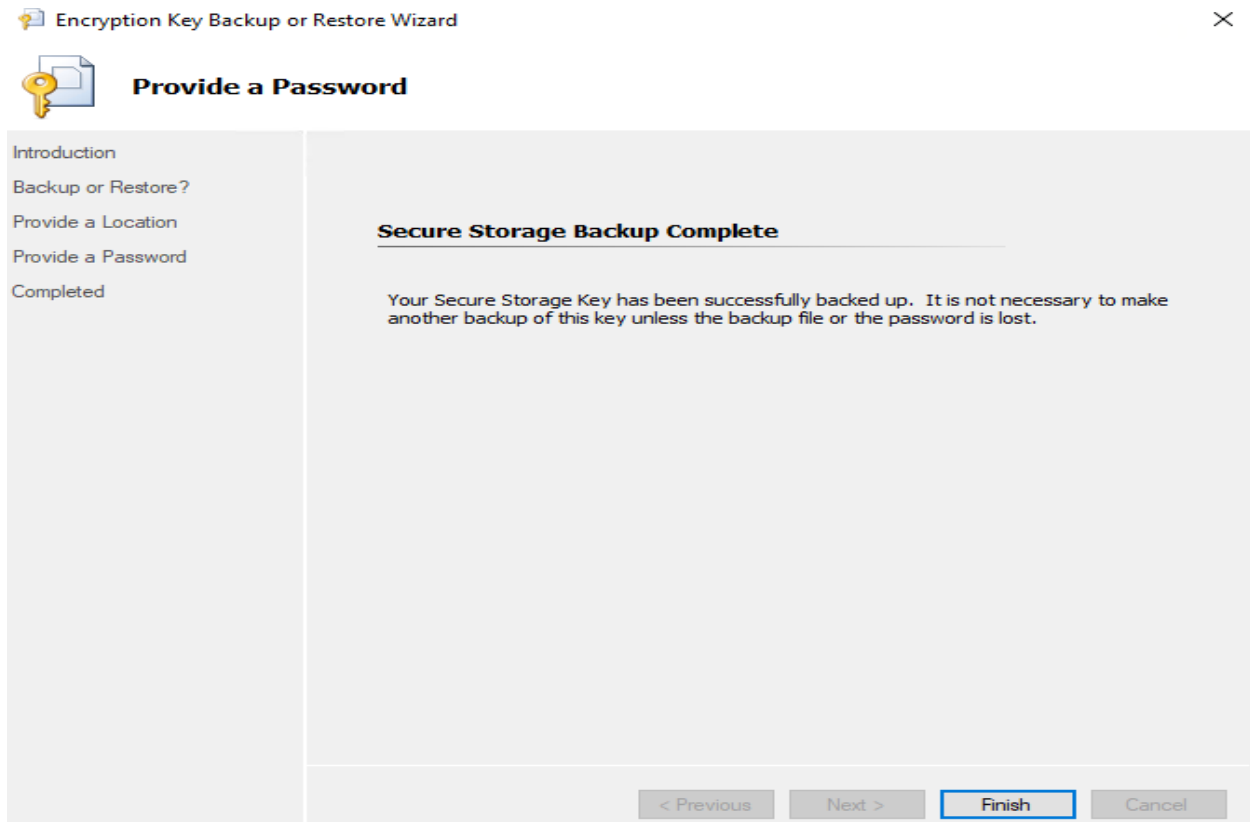 Encryption Key Backup or Restore Wizard
Provide a Password
Introduction
Backup or Restore?
Provide a Location
Provide a Password
Completed
Secure Storage Backup Complete
Your Secure Storage Key has been successfully backed up.  It is not necessary to make
another backup of this key unless the backup file or the password is lost.
< Previous
Next >
Finish
Cancel